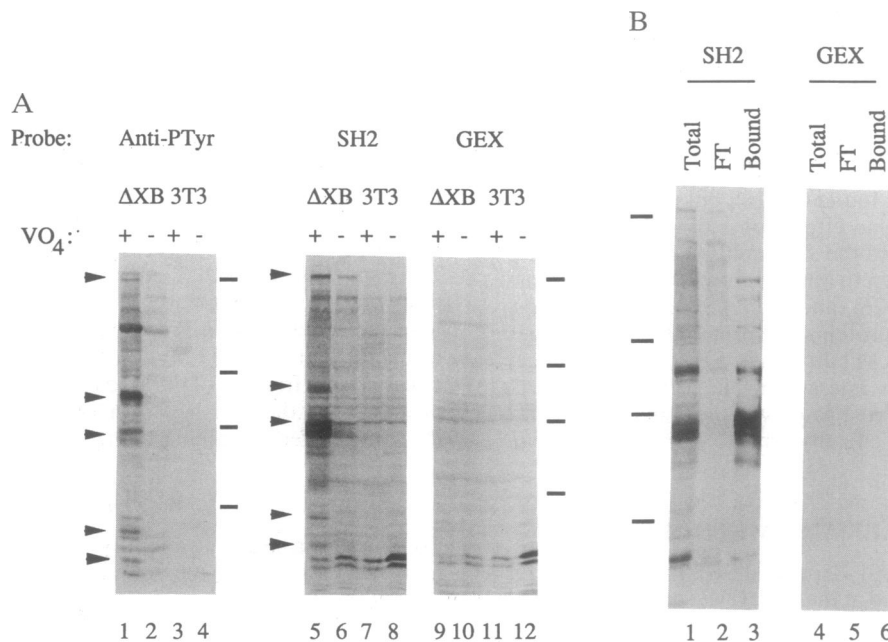 A
Probe: Anti-PTyr SH2 GEX
ΔXB 3T3 ΔXB 3T3 ΔXB 3T3
VO4: + - + - + - + - + - + -
1 2 3 4 5 6 7 8 9 10 11 12
B
SH2 GEX
Total FT Bound Total FT Bound
1 2 3 4 5 6